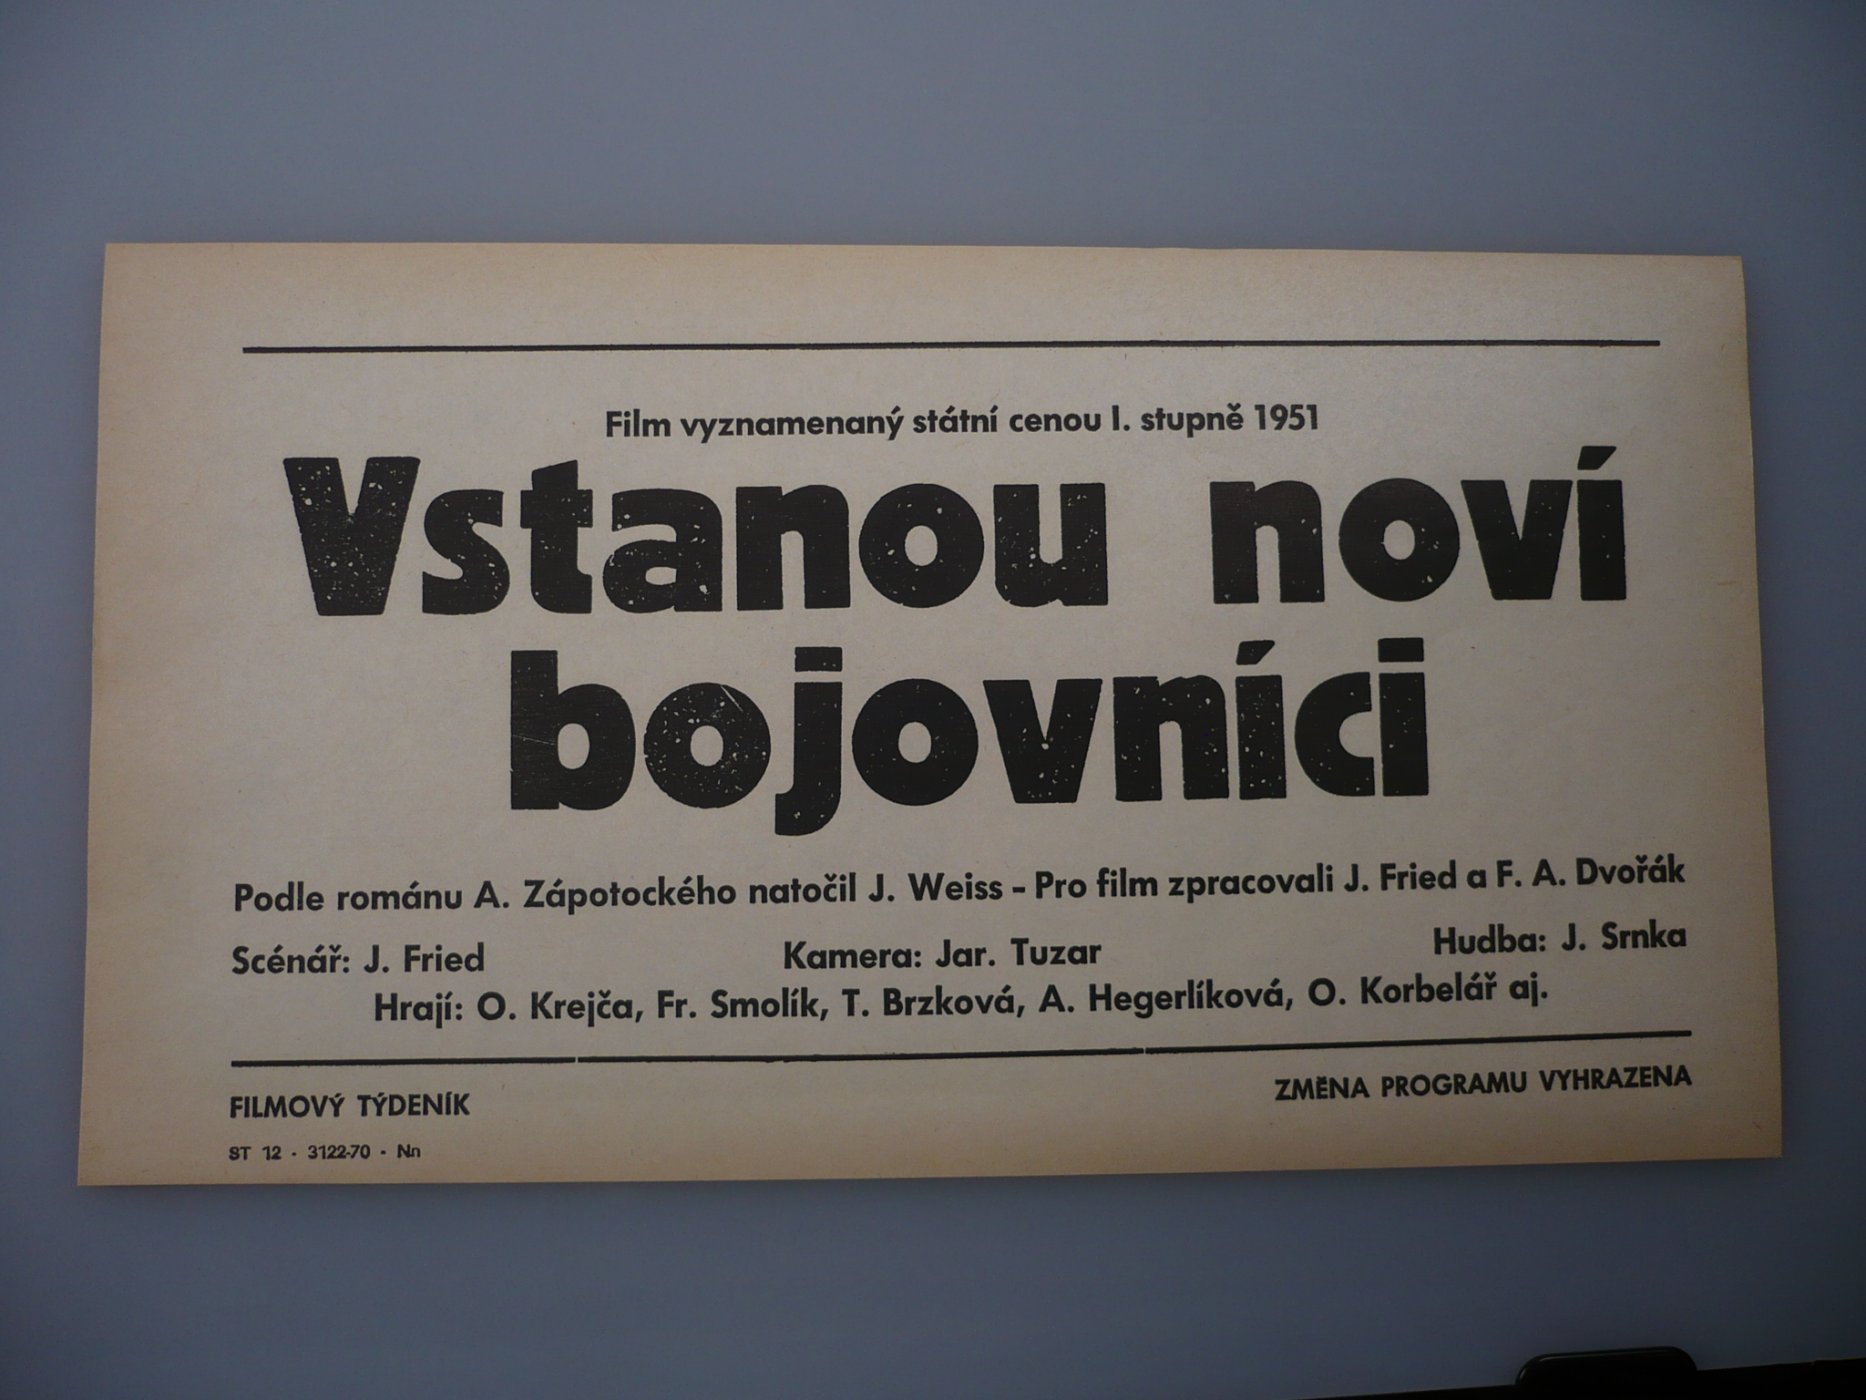 Film vyznamenaný státní cenou I. stupně 1951
Vstanou noví
bojovníci
Podle románu A. Zápotockého natočil J. Weiss - Pro film zpracovali J. Fried a F. A. Dvořák
Scénář: J. Fried Kamera: Jar. Tuzar Hudba: J. Srnka
Hrají: O. Krejča, Fr. Smolík, T. Brzková, A. Hegerlíková, O. Korbelář aj.
FILMOVÝ TÝDENÍK ZMĚNA PROGRAMU VYHRAZENA
ST 12 - 3122-70 - Nn